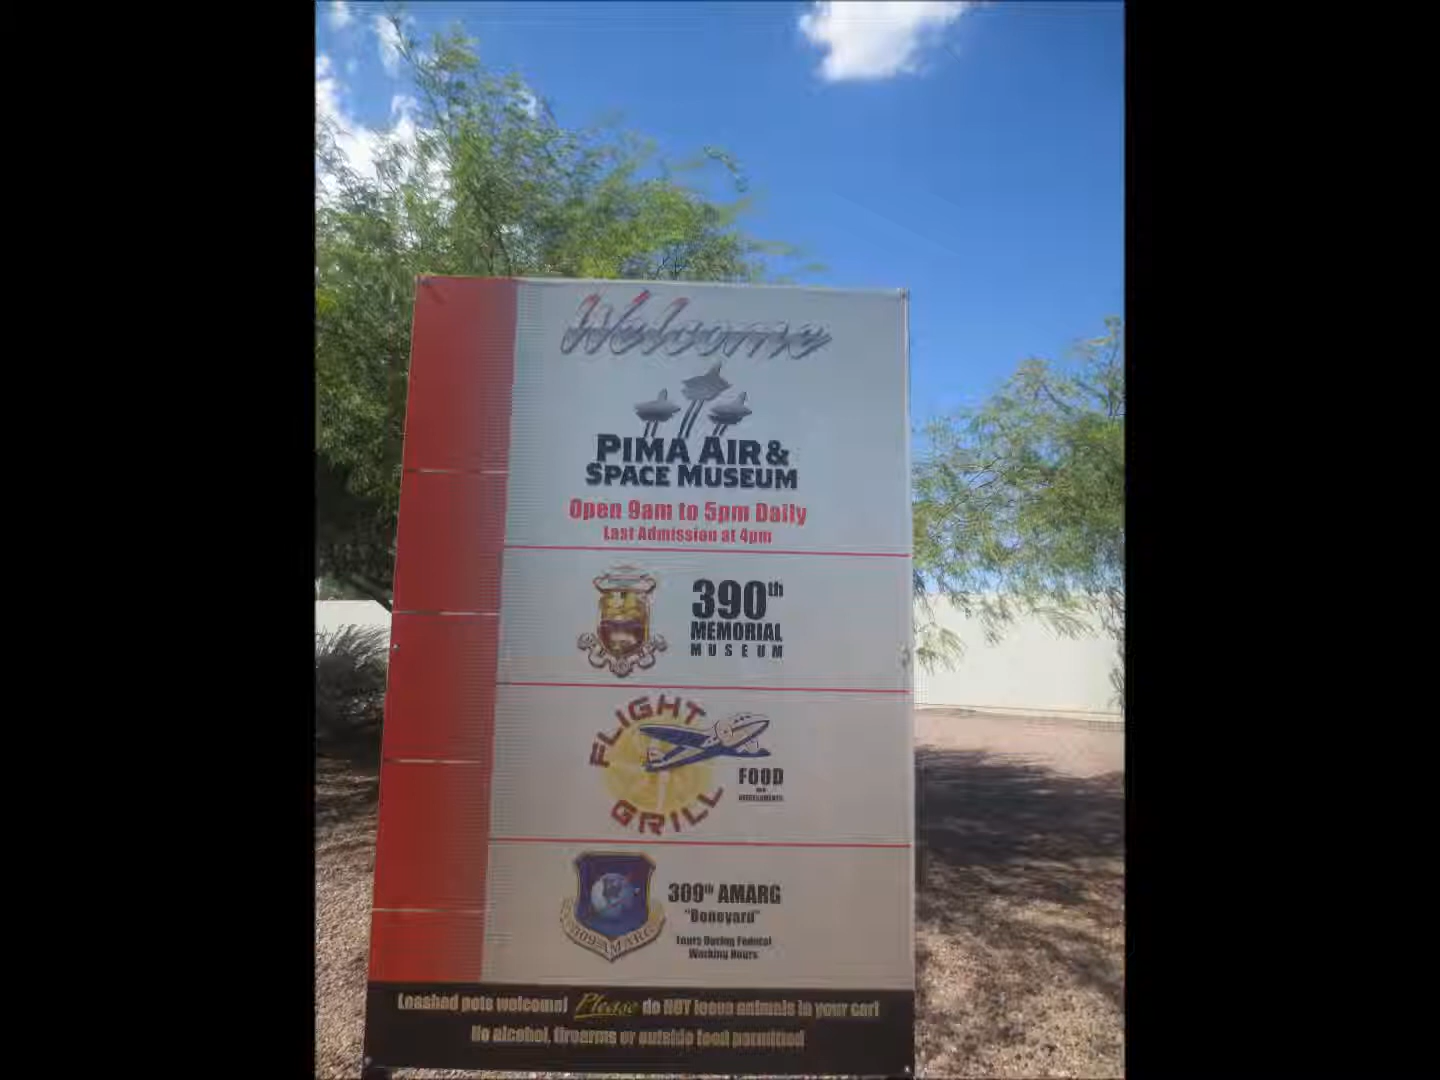 Welcome
PIMA AIR &
SPACE MUSEUM
Open 9am to 5pm Daily
Last Admission at 4pm
390th
MEMORIAL
MUSEUM
FLIGHT
GRILL
FOOD
309th AMARG
"Boneyard"
309 AMARG
Tours During Federal
Working Hours
Leashed pets welcome! Please do NOT leave animals in your car!
No alcohol, firearms or outside food permitted